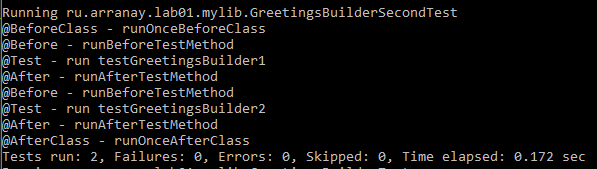 Running ru.arranay.lab01.mylib.GreetingsBuilderSecondTest
@BeforeClass - runOnceBeforeClass
@Before - runBeforeTestMethod
@Test - run testGreetingsBuilder1
@After - runAfterTestMethod
@Before - runBeforeTestMethod
@Test - run testGreetingsBuilder2
@After - runAfterTestMethod
@AfterClass - runOnceAfterClass
Tests run: 2, Failures: 0, Errors: 0, Skipped: 0, Time elapsed: 0.172 sec